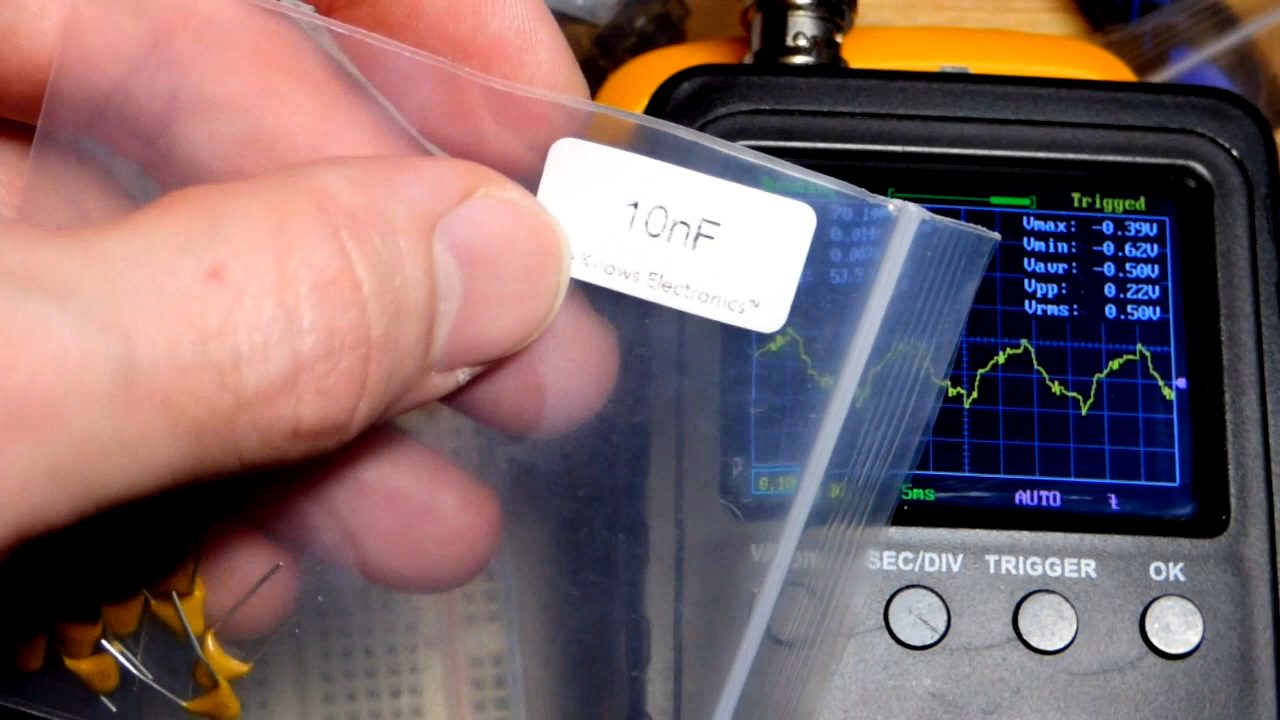 10nF
Knows Electronics™
Triggered
Vmax: -0.39V
Vmin: -0.62V
Vavr: -0.50V
Vpp: 0.22V
Vrms: 0.50V
5ms
AUTO
SEC/DIV
TRIGGER
OK